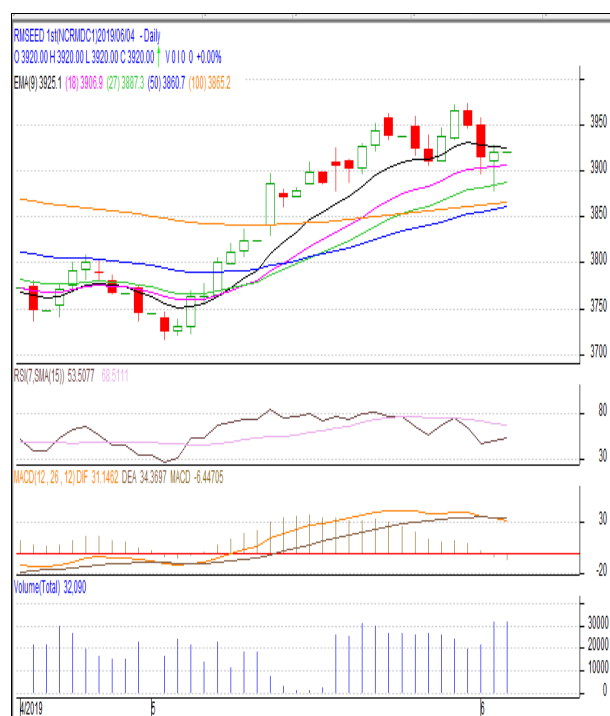 RMSEED 1st(NCRMDC1)2019/06/04 - Daily
O 3920.00 H 3920.00 L 3920.00 C 3920.00 V 0 I 0 0 +0.00%
EMA(9) 3925.1 (18) 3906.9 (27) 3887.3 (50) 3860.7 (100) 3865.2
3950
3900
3850
3800
3750
3700
RSI(7,SMA(15)) 53.5077 68.5111
80
30
MACD(12 , 26 , 12) DIF 31.1462 DEA 34.3697 MACD -6.44705
30
-20
Volume(Total) 32,090
30000
20000
10000
0
4/2019 5 6